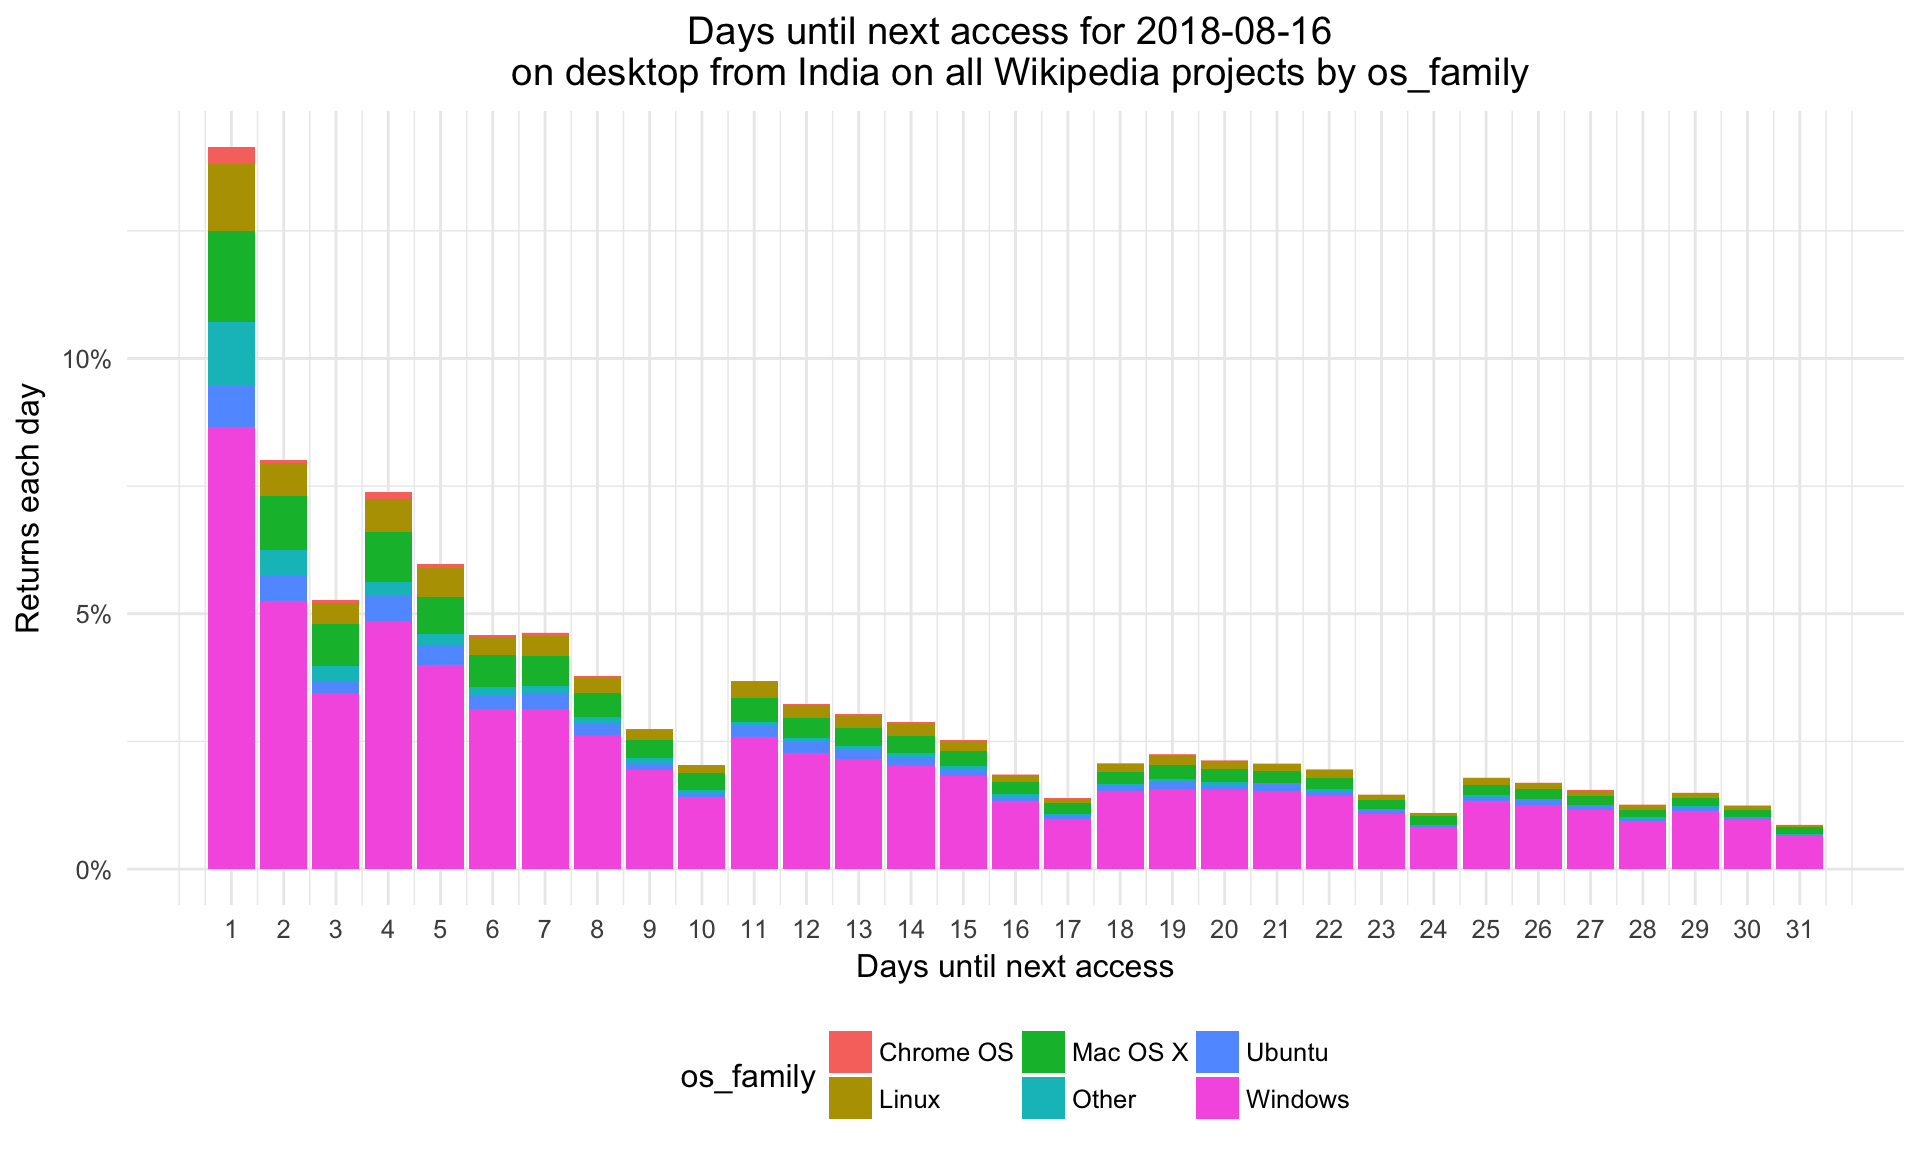 Days until next access for 2018-08-16
on desktop from India on all Wikipedia projects by os_family
Returns each day
10%
5%
0%
1 2 3 4 5 6 7 8 9 10 11 12 13 14 15 16 17 18 19 20 21 22 23 24 25 26 27 28 29 30 31
Days until next access
os_family
Chrome OS Mac OS X Ubuntu
Linux Other Windows